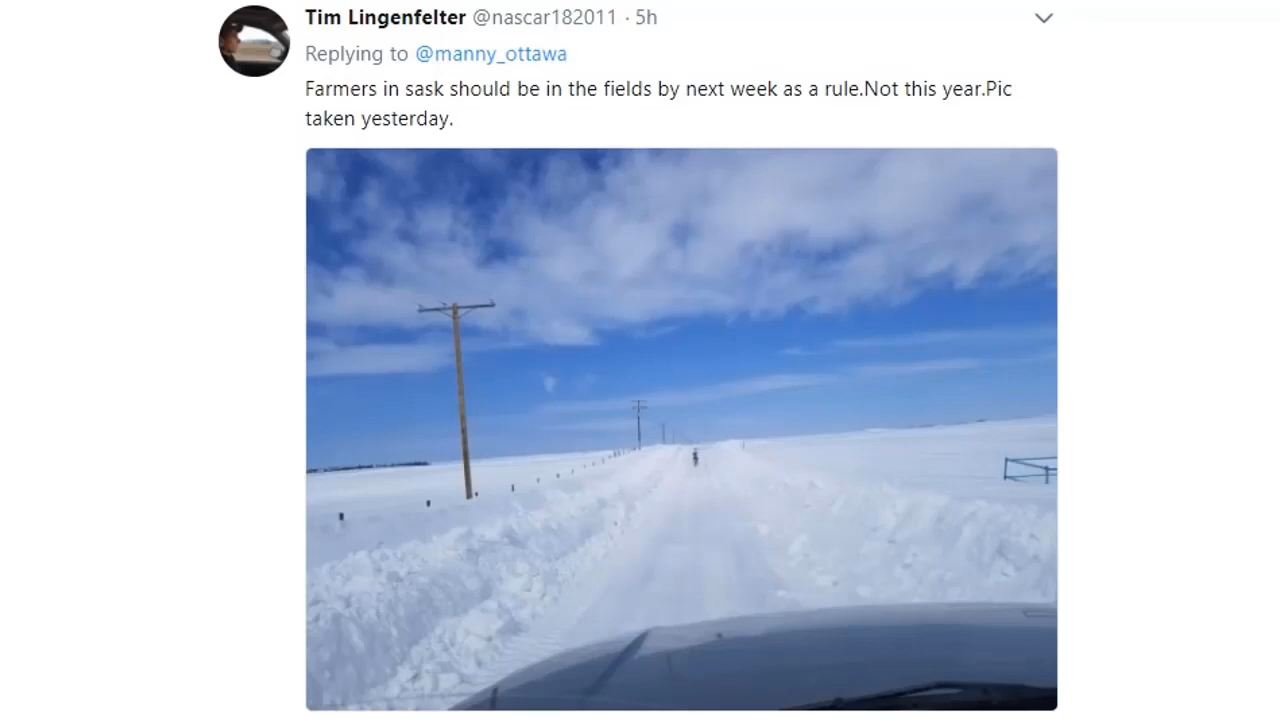 Tim Lingenfelter @nascar182011 · 5h
Replying to @manny_ottawa
Farmers in sask should be in the fields by next week as a rule.Not this year.Pic
taken yesterday.